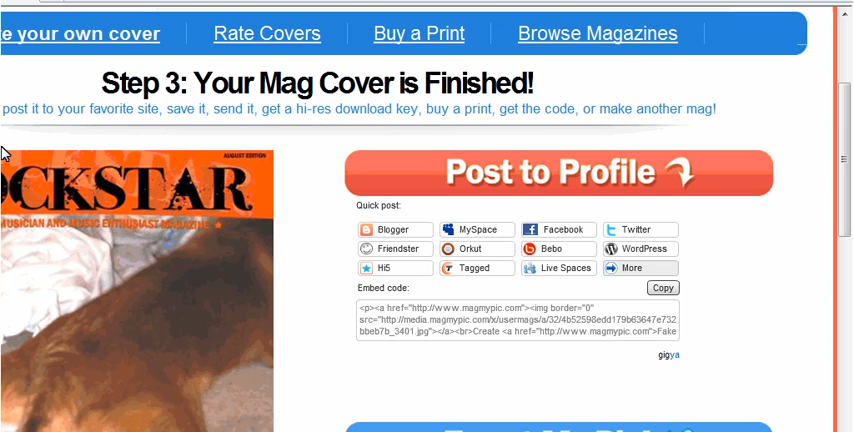 te your own cover Rate Covers Buy a Print Browse Magazines
Step 3: Your Mag Cover is Finished!
post it to your favorite site, save it, send it, get a hi-res download key, buy a print, get the code, or make another mag!
AUGUST EDITION
OCKSTAR
MUSICIAN AND MUSIC ENTHUSIAST MAGAZINE
Post to Profile
Quick post:
Blogger MySpace Facebook Twitter
Friendster Orkut Bebo WordPress
Hi5 Tagged Live Spaces More
Embed code: Copy
<p><a href="http://www.magmypic.com"><img border="0"
src="http://media.magmypic.com/x/usermags/a/32/4b52598edd179b63647e732
bbeb7b_3401.jpg"></a><br>Create <a href="http://www.magmypic.com">Fake
gigya